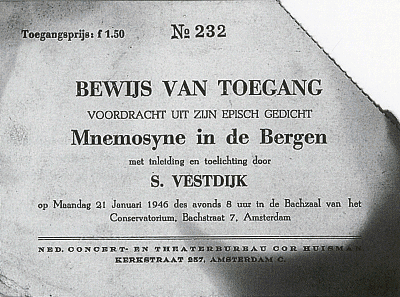 Toegangsprijs: f 1.50 No 232
BEWIJS VAN TOEGANG
VOORDRACHT UIT ZIJN EPISCH GEDICHT
Mnemosyne in de Bergen
met inleiding en toelichting door
S. VESTDIJK
op Maandag 21 Januari 1946 des avonds 8 uur in de Bachzaal van het
Conservatorium, Bachstraat 7, Amsterdam
NED. CONCERT- EN THEATERBUREAU COR HUISMAN
KERKSTRAAT 257, AMSTERDAM C.